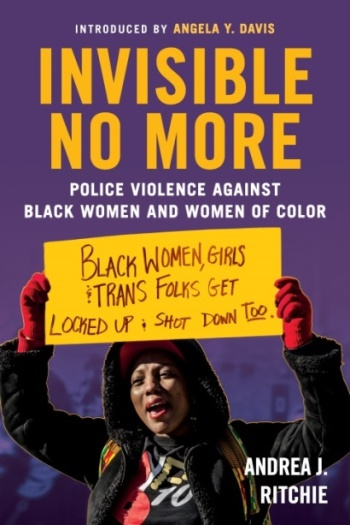 INTRODUCED BY ANGELA Y. DAVIS
INVISIBLE
NO MORE
POLICE VIOLENCE AGAINST
BLACK WOMEN AND WOMEN OF COLOR
BLACK WOMEN, GIRLS
& TRANS FOLKS GET
LOCKED UP & SHOT DOWN TOO.
ANDREA J.
RITCHIE